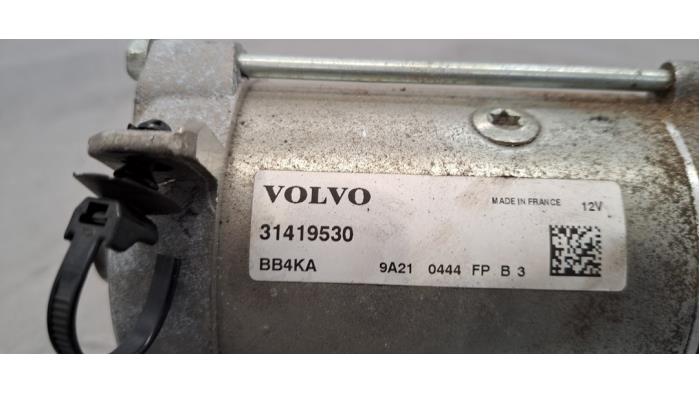 VOLVO MADE IN FRANCE 12V
31419530
BB4KA 9A21 0444 FP B 3